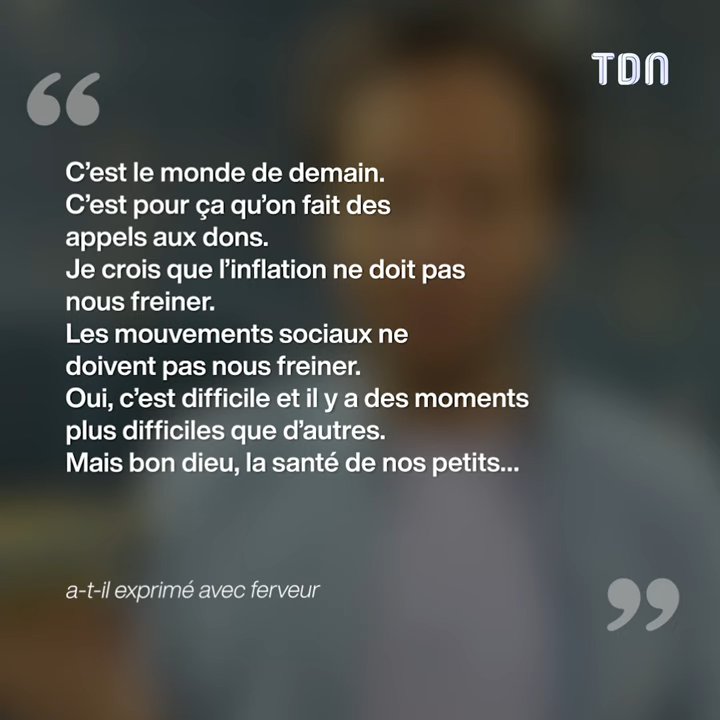 TDN
“
C’est le monde de demain.
C’est pour ça qu’on fait des
appels aux dons.
Je crois que l’inflation ne doit pas
nous freiner.
Les mouvements sociaux ne
doivent pas nous freiner.
Oui, c’est difficile et il y a des moments
plus difficiles que d’autres.
Mais bon dieu, la santé de nos petits...
a-t-il exprimé avec ferveur
”